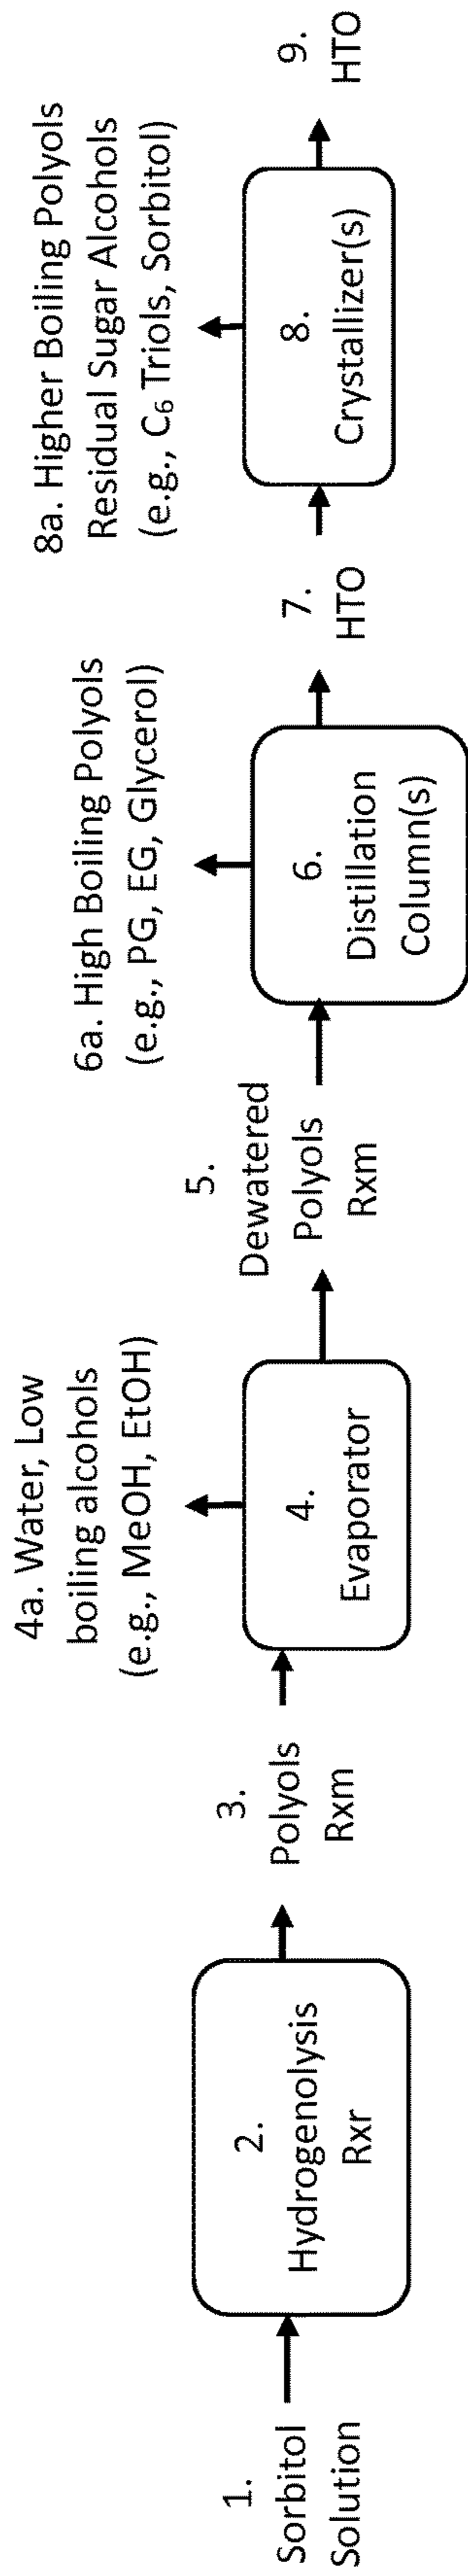 1.
Sorbitol
Solution
2.
Hydrogenolysis
Rxr
3.
Polyols
Rxm
4a. Water, Low
boiling alcohols
(e.g., MeOH, EtOH)
4.
Evaporator
5.
Dewatered
Polyols
Rxm
6a. High Boiling Polyols
(e.g., PG, EG, Glycerol)
6.
Distillation
Column(s)
7.
HTO
8a. Higher Boiling Polyols
Residual Sugar Alcohols
(e.g., C₆ Triols, Sorbitol)
8.
Crystallizer(s)
9.
HTO